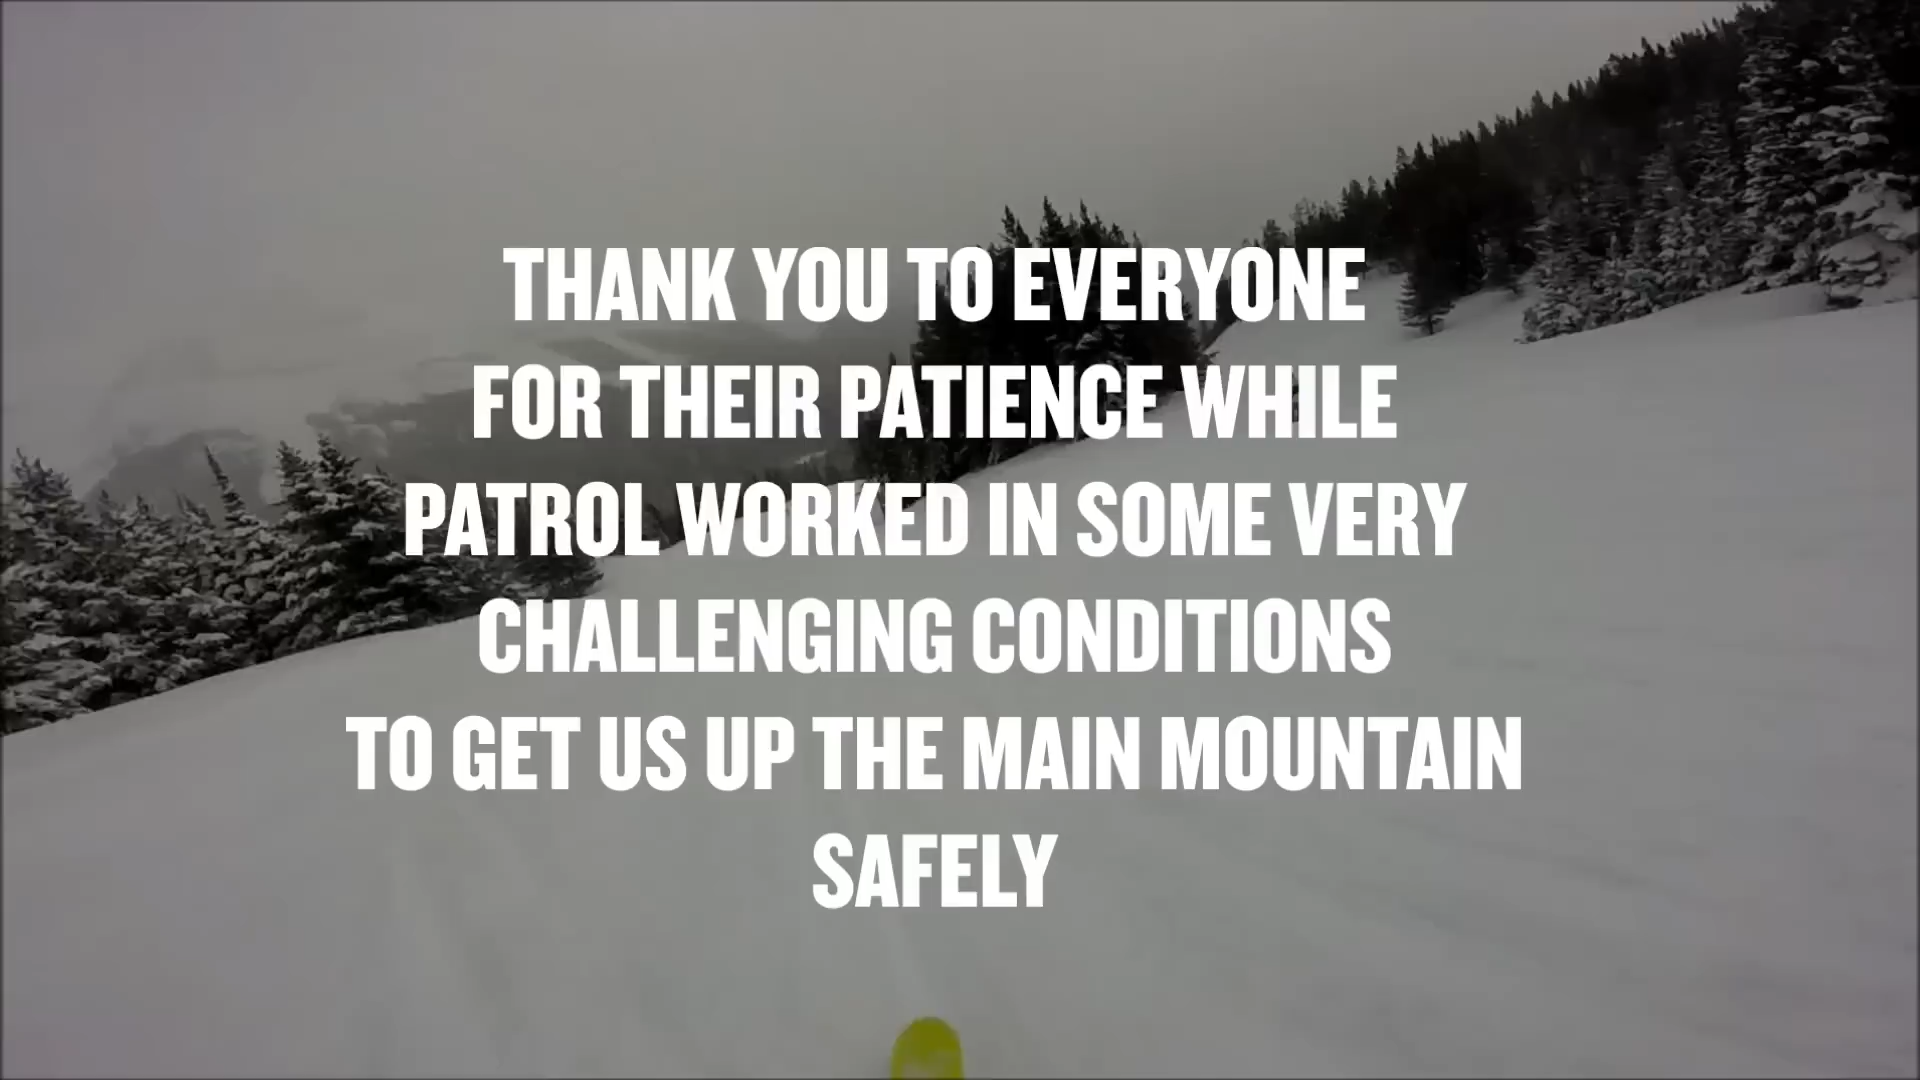 THANK YOU TO EVERYONE
FOR THEIR PATIENCE WHILE
PATROL WORKED IN SOME VERY
CHALLENGING CONDITIONS
TO GET US UP THE MAIN MOUNTAIN
SAFELY